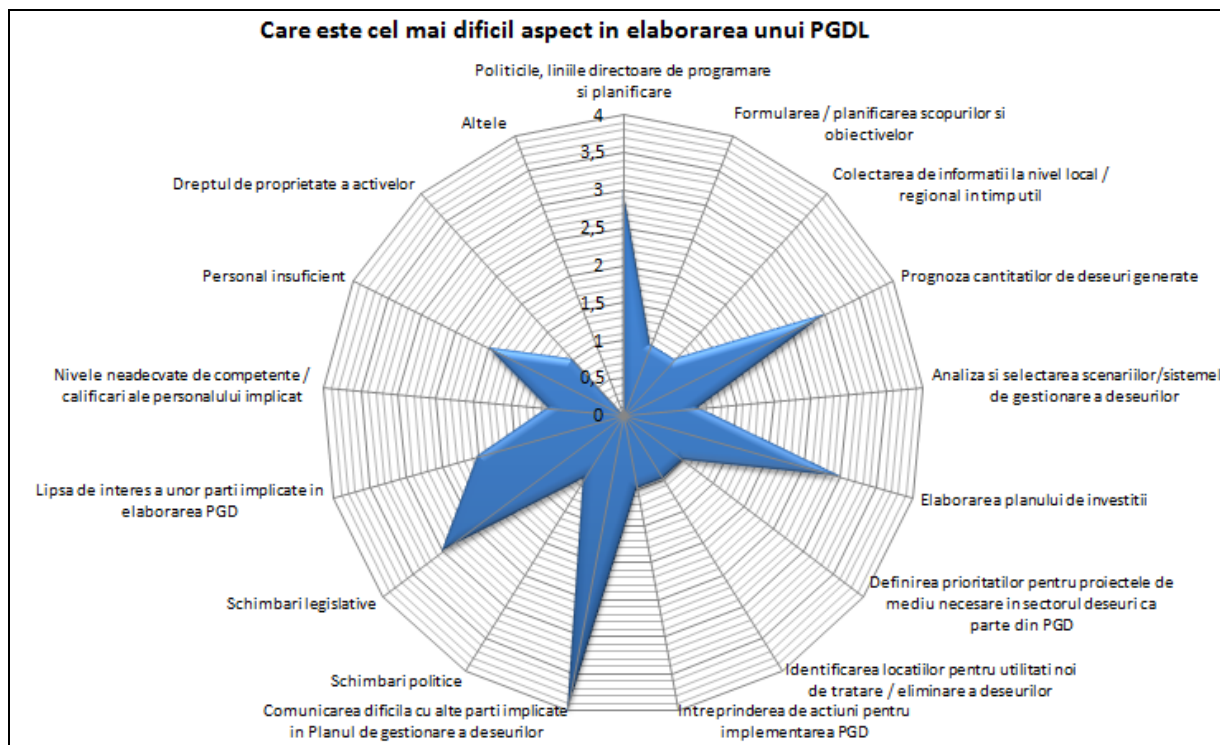 Care este cel mai dificil aspect in elaborarea unui PGDL
Politicile, liniile directoare de programare
si planificare
Formularea / planificarea scopurilor si
obiectivelor
Colectarea de informatii la nivel local /
regional in timp util
Prognoza cantitatilor de deseuri generate
Analiza si selectarea scenariilor/sistemel
de gestionare a deseurilor
Elaborarea planului de investitii
Definirea prioritatilor pentru proiectele de
mediu necesare in sectorul deseuri ca
parte din PGD
Identificarea locatiilor pentru utilitati noi
de tratare / eliminare a deseurilor
Intreprinderea de actiuni pentru
implementarea PGD
Comunicarea dificila cu alte parti implicate
in Planul de gestionare a deseurilor
Schimbari politice
Schimbari legislative
Lipsa de interes a unor parti implicate in
elaborarea PGD
Nivele neadecvate de competente /
calificari ale personalului implicat
Personal insuficient
Dreptul de proprietate a activelor
Altele
4
3,5
3
2,5
2
1,5
1
0,5
0